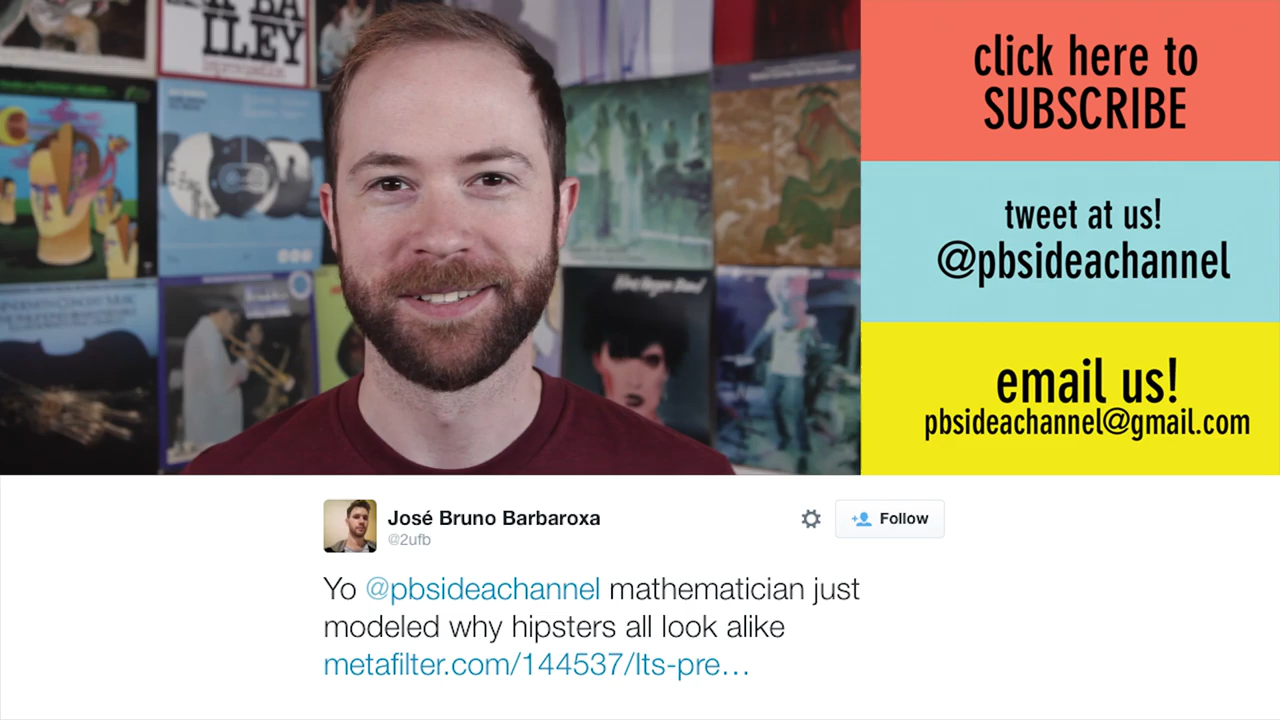 BAILEY
click here to
SUBSCRIBE
tweet at us!
@pbsideachannel
email us!
pbsideachannel@gmail.com
José Bruno Barbaroxa
@2ufb
Follow
Yo @pbsideachannel mathematician just
modeled why hipsters all look alike
metafilter.com/144537/Its-pre…